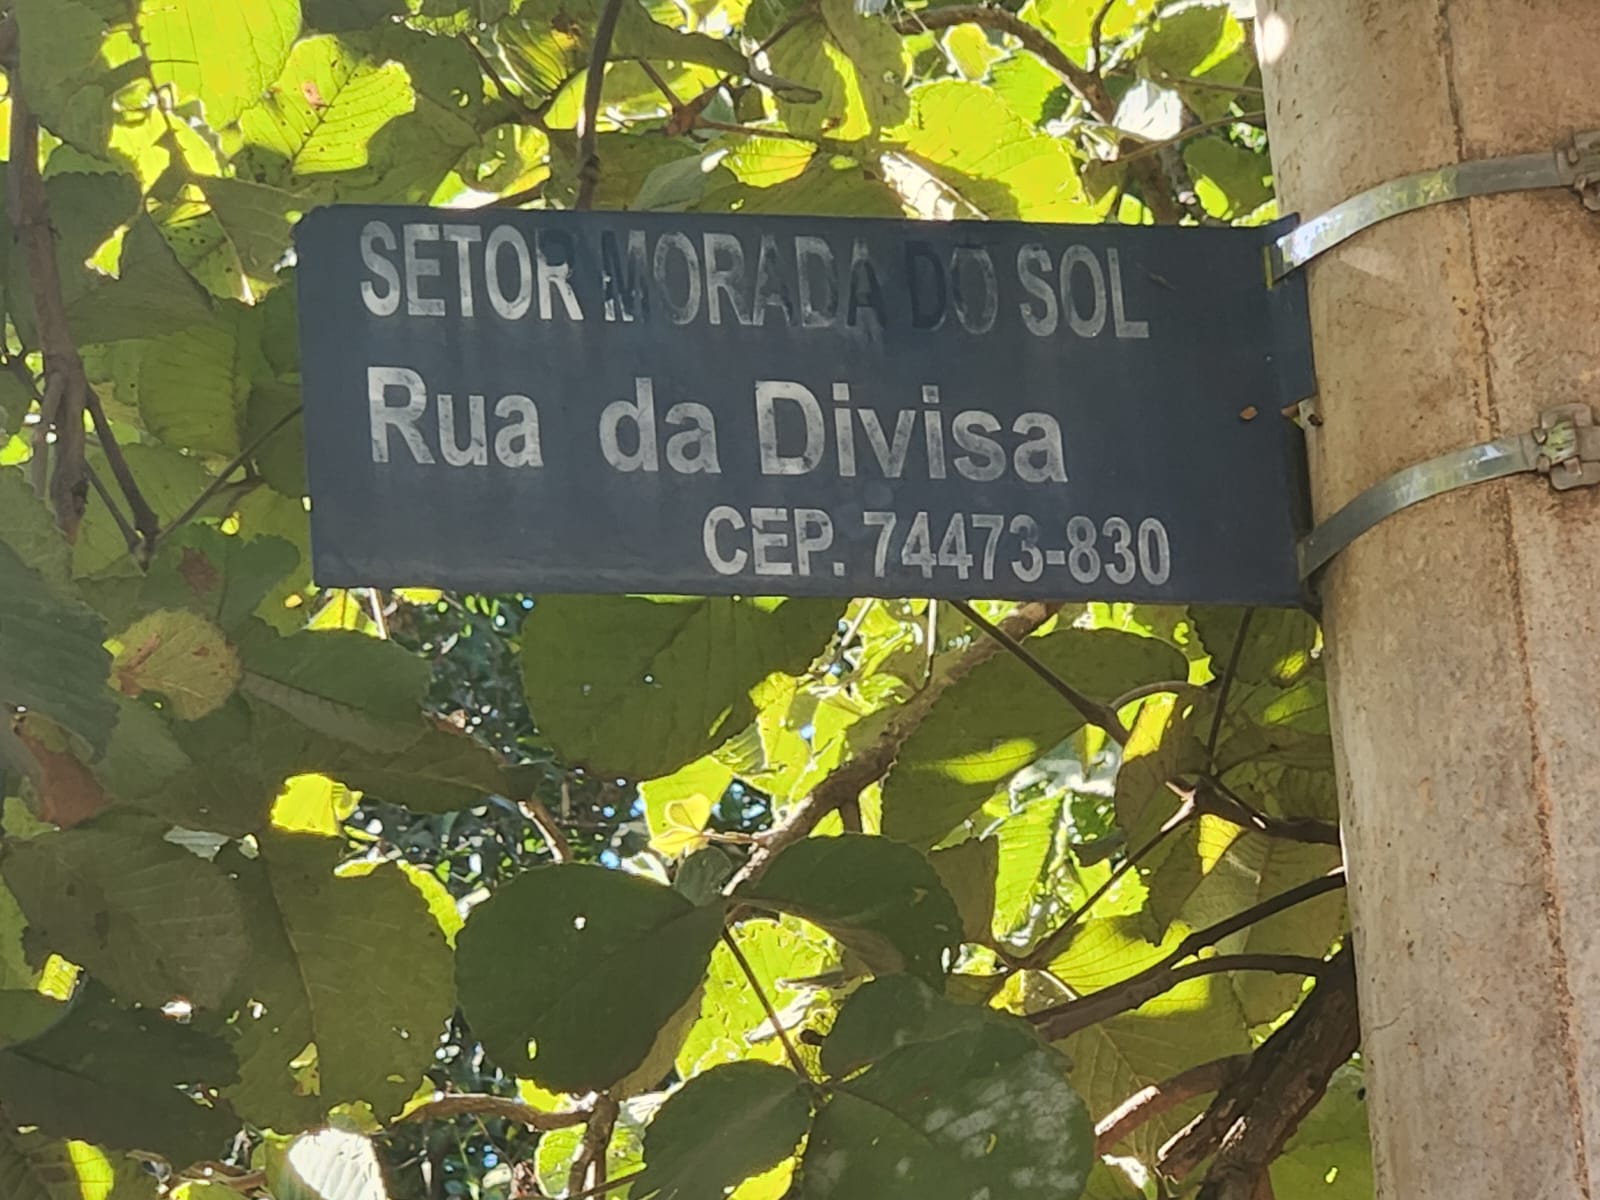 SETOR MORADA DO SOL
Rua da Divisa
CEP. 74473-830